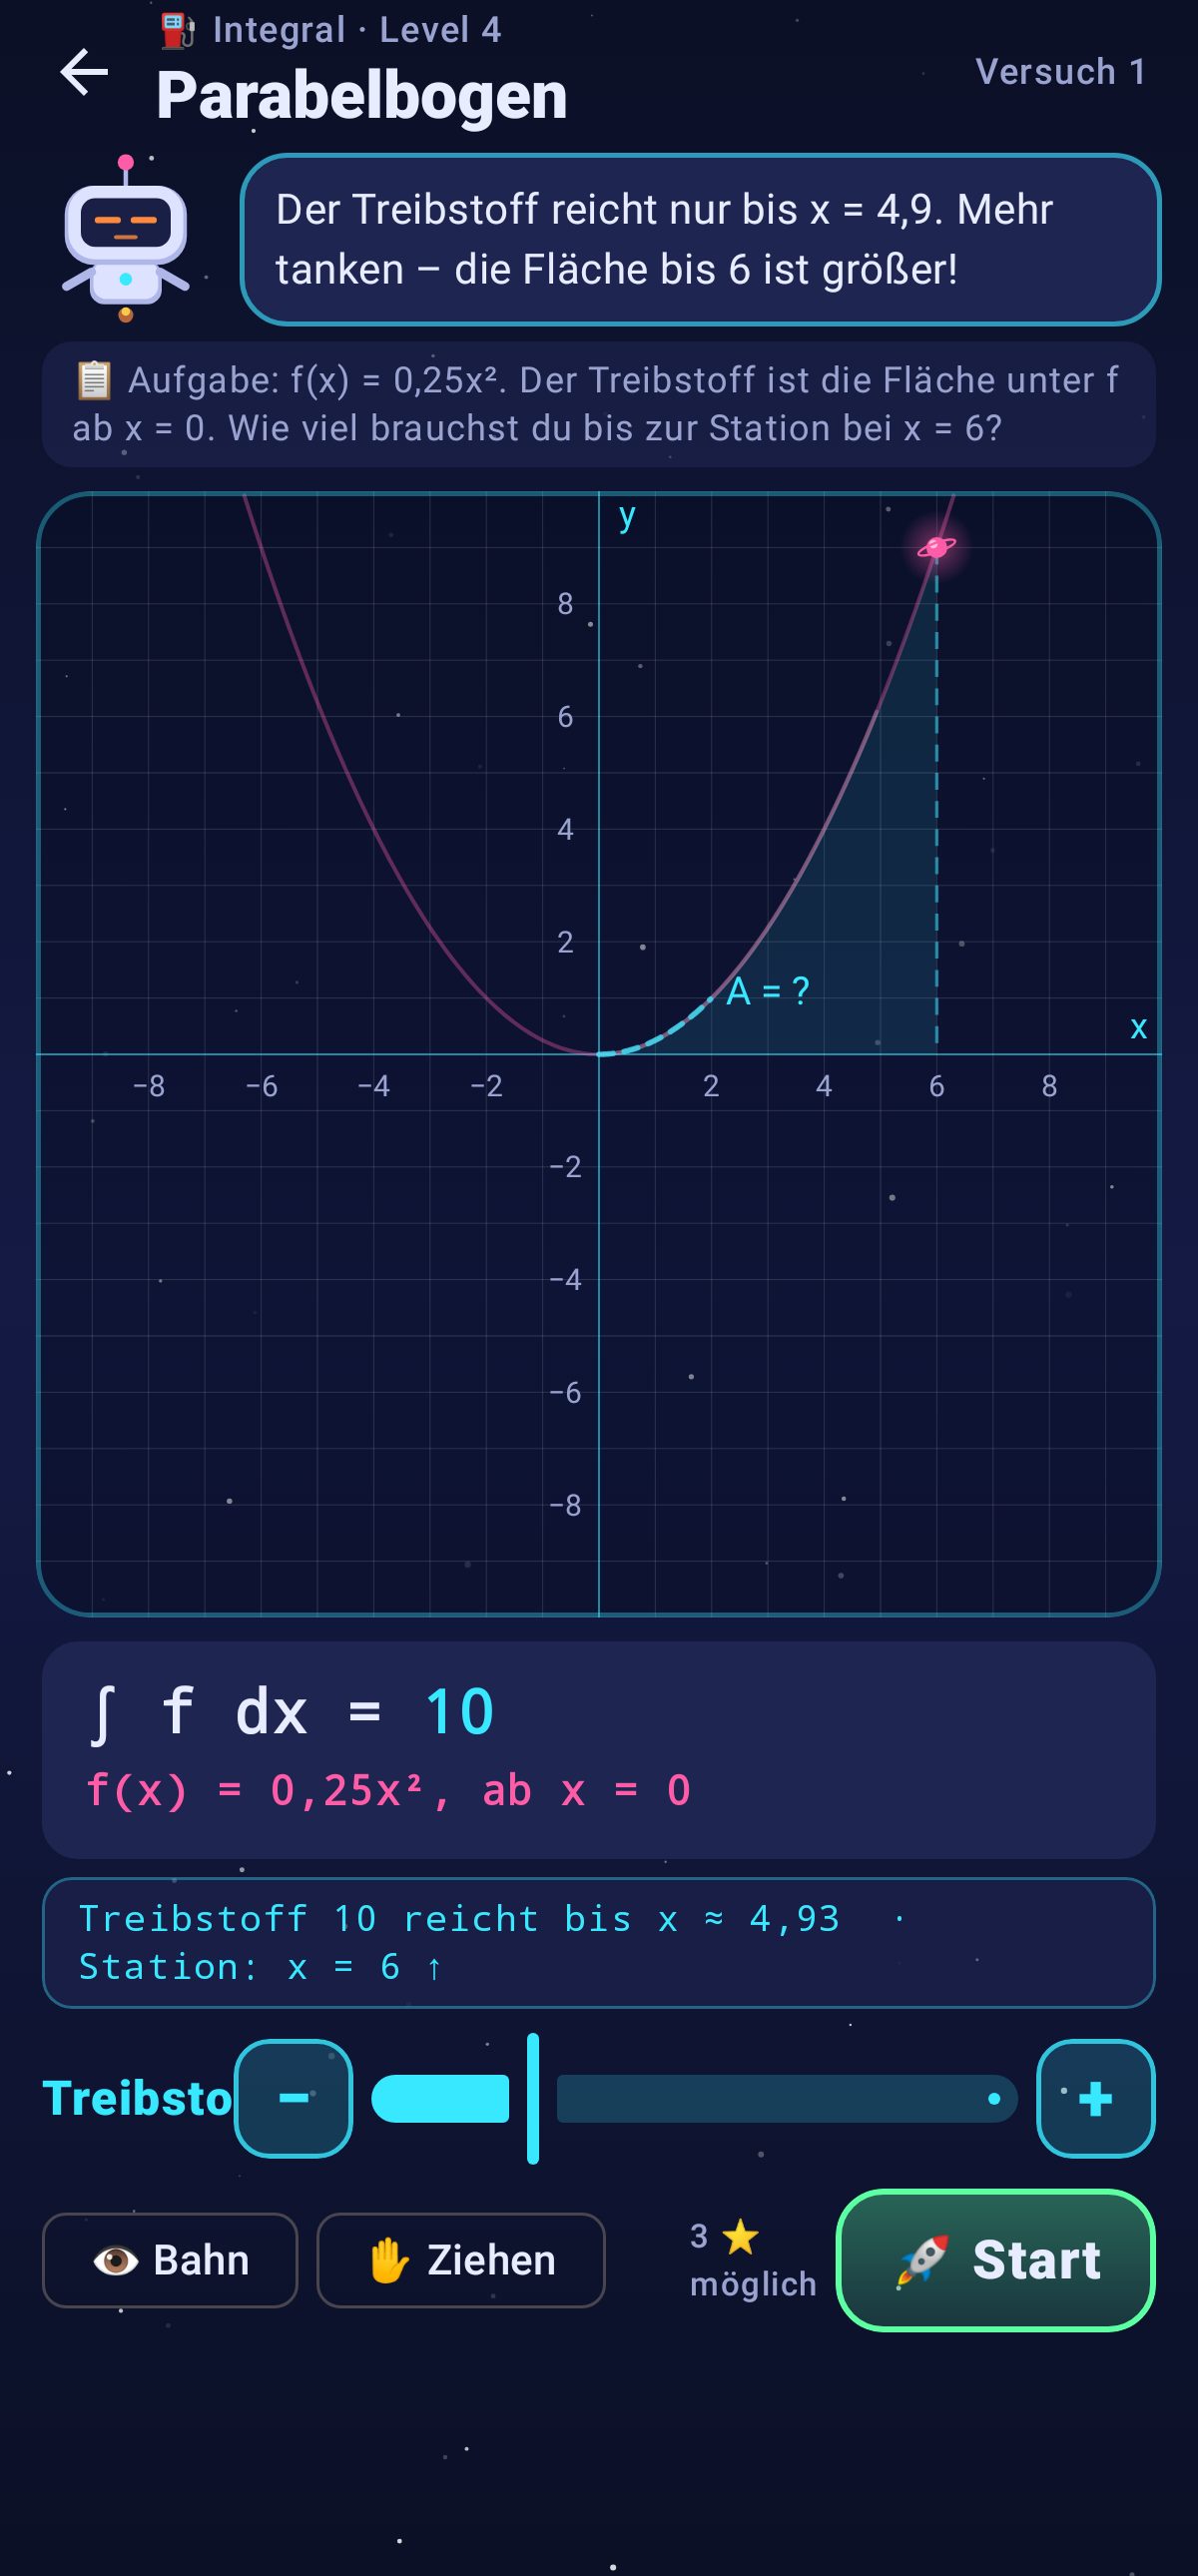 Integral · Level 4
Parabelbogen
Versuch 1
Der Treibstoff reicht nur bis x = 4,9. Mehr
tanken – die Fläche bis 6 ist größer!
Aufgabe: f(x) = 0,25x². Der Treibstoff ist die Fläche unter f
ab x = 0. Wie viel brauchst du bis zur Station bei x = 6?
y
8
6
4
2
A = ?
x
−8 −6 −4 −2 2 4 6 8
−2
−4
−6
−8
∫ f dx = 10
f(x) = 0,25x², ab x = 0
Treibstoff 10 reicht bis x ≈ 4,93 ·
Station: x = 6 ↑
Treibsto − +
Bahn
Ziehen
3 ⭐
möglich
Start